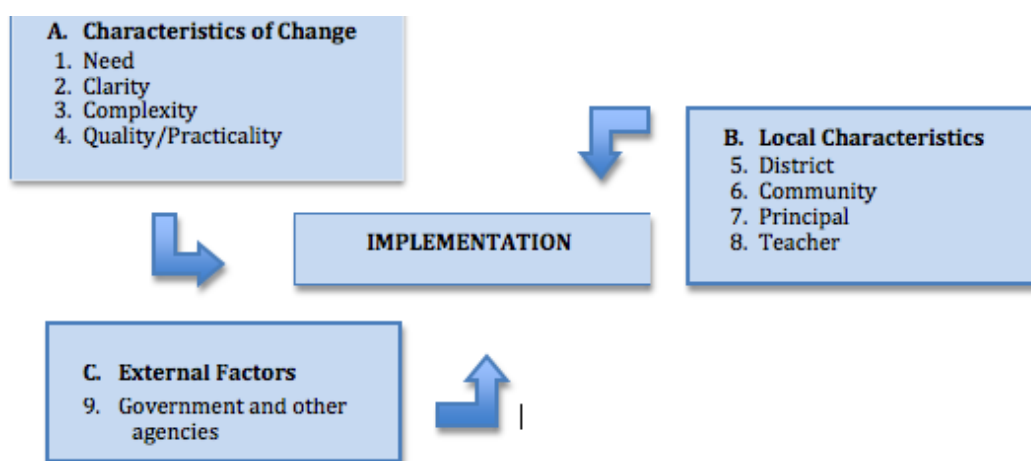 A. Characteristics of Change
1. Need
2. Clarity
3. Complexity
4. Quality/Practicality
B. Local Characteristics
5. District
6. Community
7. Principal
8. Teacher
IMPLEMENTATION
C. External Factors
9. Government and other
agencies